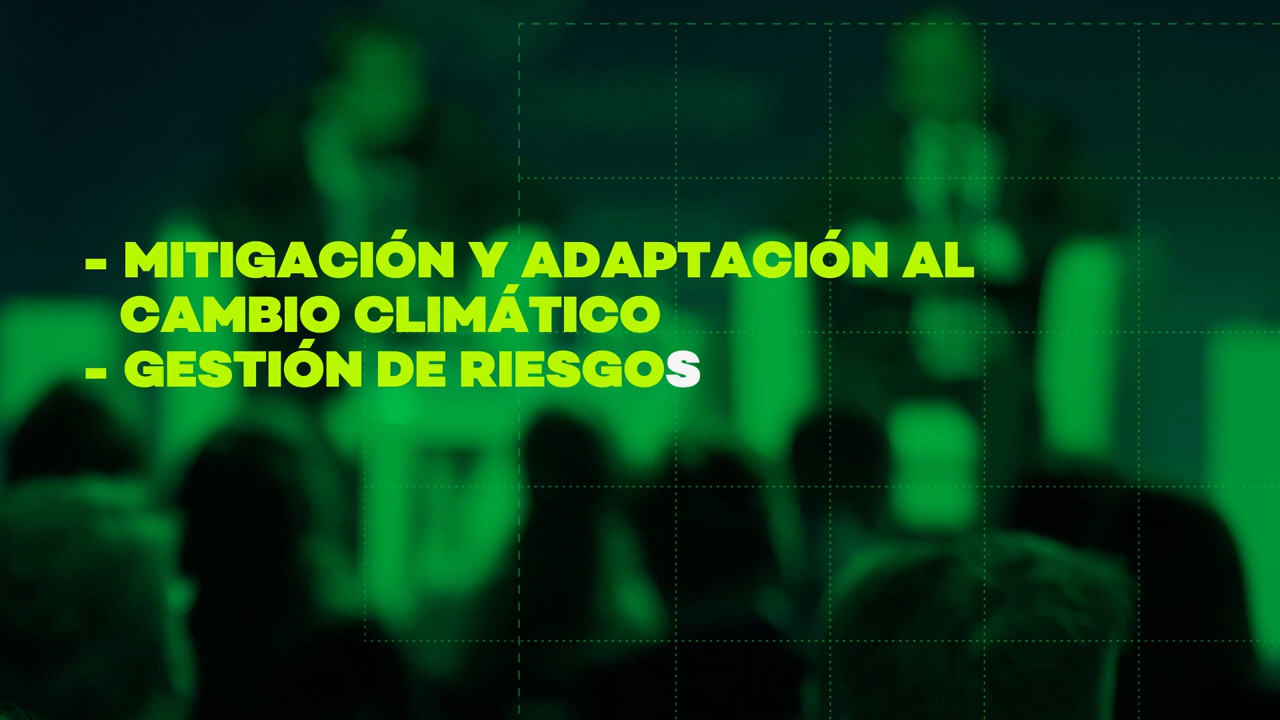 - MITIGACIÓN Y ADAPTACIÓN AL
CAMBIO CLIMÁTICO
- GESTIÓN DE RIESGOS